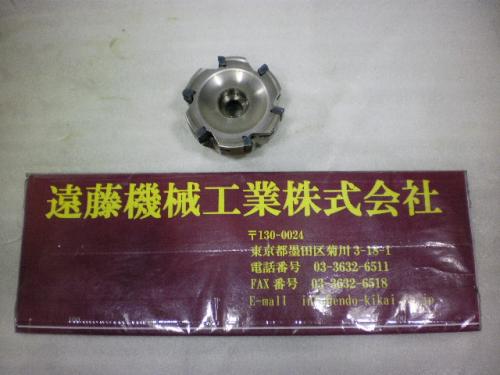 遠藤機械工業株式会社
〒130-0024
東京都墨田区菊川 3-18-1
電話番号 03-3632-6511
FAX番号 03-3632-6518
E-mail